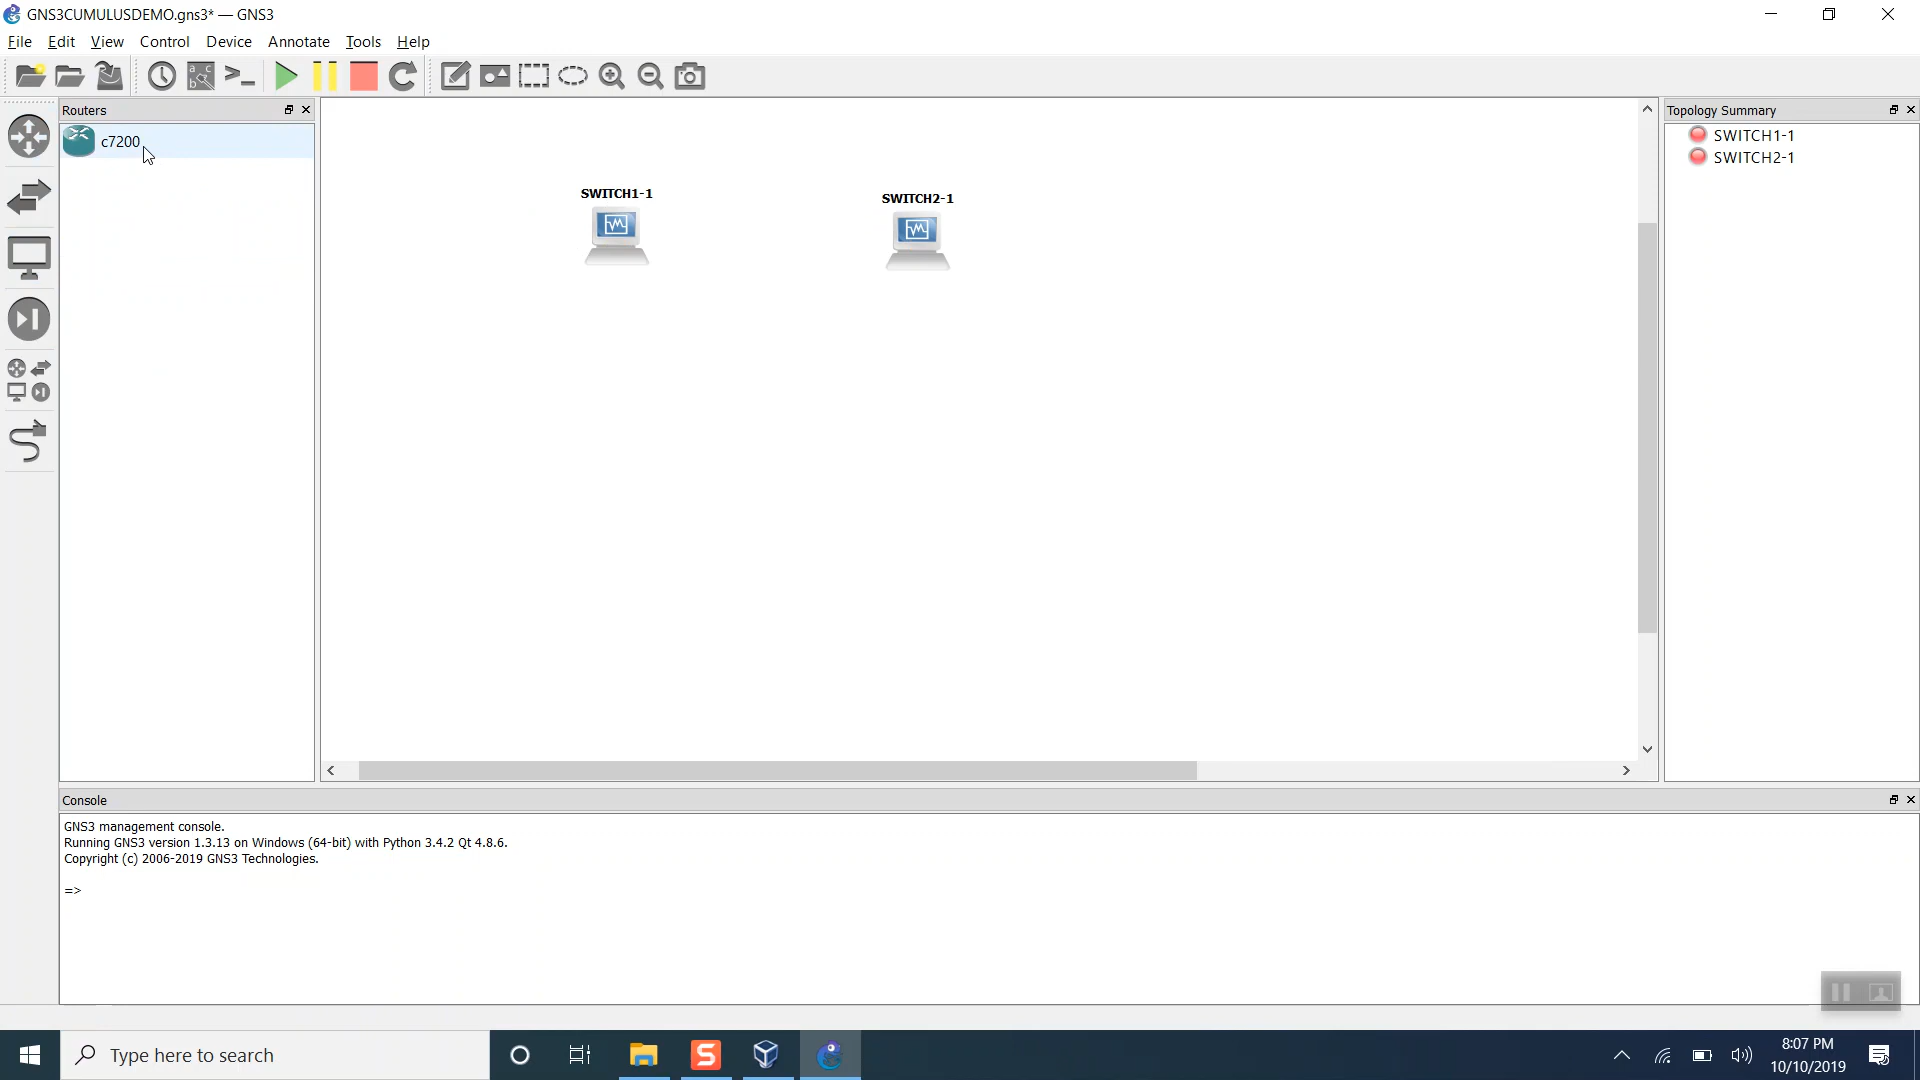 GNS3CUMULUSDEMO.gns3* — GNS3
File Edit View Control Device Annotate Tools Help
Routers
c7200
SWITCH1-1
SWITCH2-1
Topology Summary
SWITCH1-1
SWITCH2-1
Console
GNS3 management console.
Running GNS3 version 1.3.13 on Windows (64-bit) with Python 3.4.2 Qt 4.8.6.
Copyright (c) 2006-2019 GNS3 Technologies.
=>
Type here to search
8:07 PM
10/10/2019